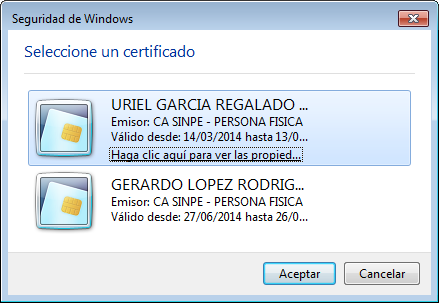 Seguridad de Windows
Seleccione un certificado
URIEL GARCIA REGALADO ...
Emisor: CA SINPE - PERSONA FISICA
Válido desde: 14/03/2014 hasta 13/0...
Haga clic aquí para ver las propied...
GERARDO LOPEZ RODRIG...
Emisor: CA SINPE - PERSONA FISICA
Válido desde: 27/06/2014 hasta 26/0...
Aceptar
Cancelar